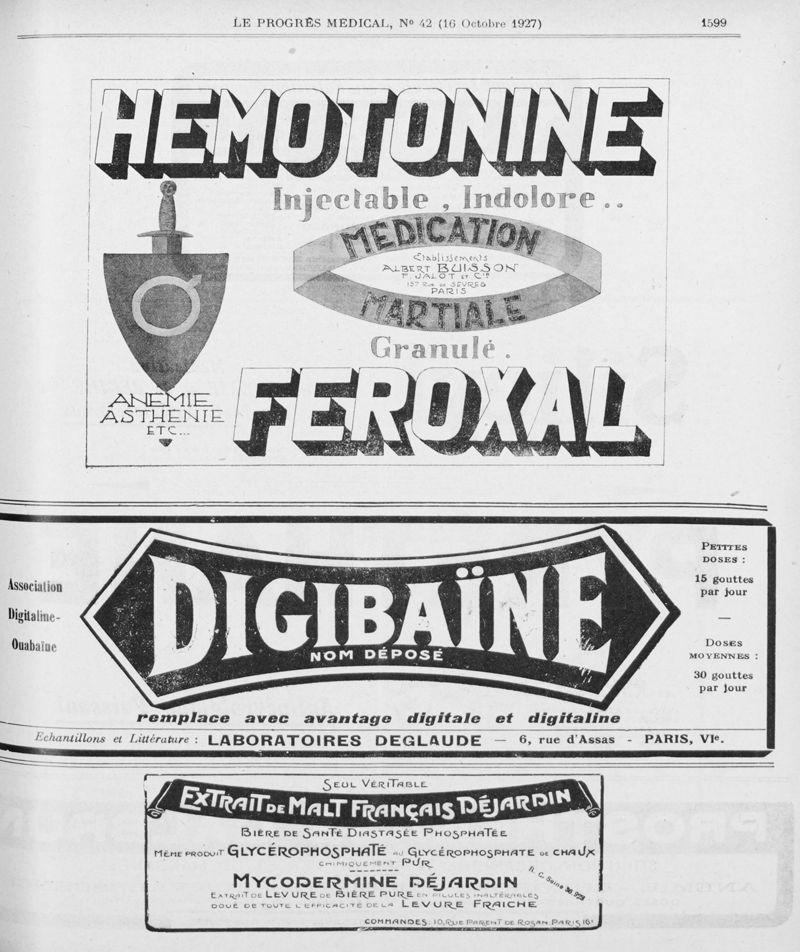 LE PROGRÈS MEDICAL, Nº 42 (16 Octobre 1927) 1599
HEMOTONINE
Injectable, Indolore..
MÉDICATION
Établissements
ALBERT BUISSON
F. JALOT ET Cie
157 Rue de SÈVRES
PARIS
MARTIALE
Granulé.
ANEMIE
ASTHENIE
ETC...
FEROXAL
Association
Digitaline-
Ouabaïne
DIGIBAÏNE
NOM DÉPOSÉ
PETITES
DOSES :
15 gouttes
par jour
—
DOSES
MOYENNES :
30 gouttes
par jour
remplace avec avantage digitale et digitaline
Echantillons et Littérature : LABORATOIRES DEGLAUDE — 6, rue d'Assas - PARIS, VIe.
SEUL VÉRITABLE
EXTRAIT DE MALT FRANÇAIS DÉJARDIN
BIÈRE DE SANTÉ DIASTASÉE PHOSPHATÉE
MÊME PRODUIT GLYCÉROPHOSPHATÉ AU GLYCÉROPHOSPHATE DE CHAUX
CHIMIQUEMENT PUR
MYCODERMINE DÉJARDIN
EXTRAIT DE LEVURE DE BIÈRE PURE EN PILULES INALTÉRABLES
DOUÉ DE TOUTE L'EFFICACITÉ DE LA LEVURE FRAICHE
R. C. Seine
COMMANDES: 10, RUE PARENT DE ROSAN, PARIS 16e